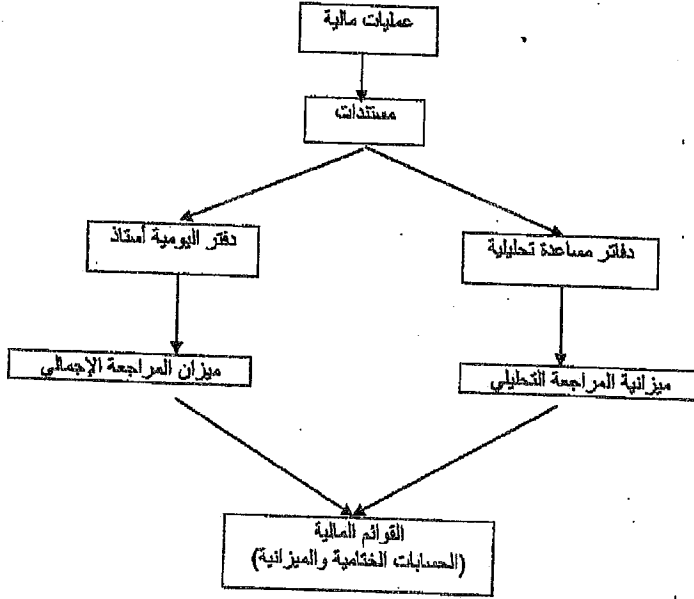 عمليات مالية
مستندات
دفتر اليومية أستاذ
دفاتر مساعدة تحليلية
ميزان المراجعة الإجمالي
ميزانية المراجعة التحليلي
القوائم المالية
(الحسابات الختامية والميزانية)